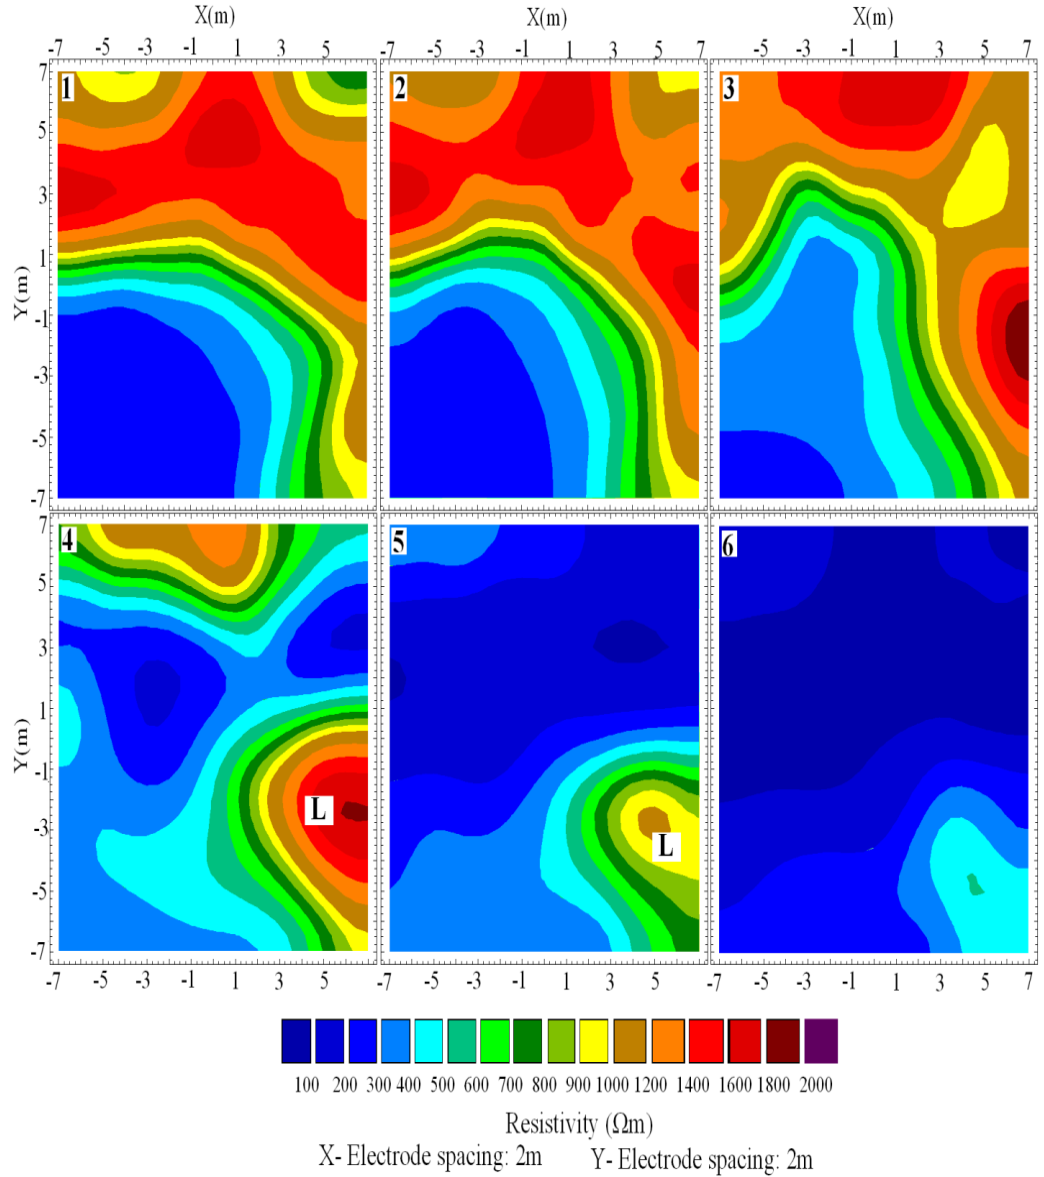 X(m) X(m) X(m)
-7 -5 -3 -1 1 3 5 7 -7 -5 -3 -1 1 3 5 7 -7 -5 -3 -1 1 3 5 7
7 1 2 3
5
3
1
Y(m)
-1
-3
-5
-7
7 4 5 6
5
3
1
Y(m)
-1
L
-3 L
-5
-7
-7 -5 -3 -1 1 3 5 -7 -5 -3 -1 1 3 5 -7 -5 -3 -1 1 3 5 7
100 200 300 400 500 600 700 800 900 1000 1200 1400 1600 1800 2000
Resistivity (Ωm)
X- Electrode spacing: 2m Y- Electrode spacing: 2m